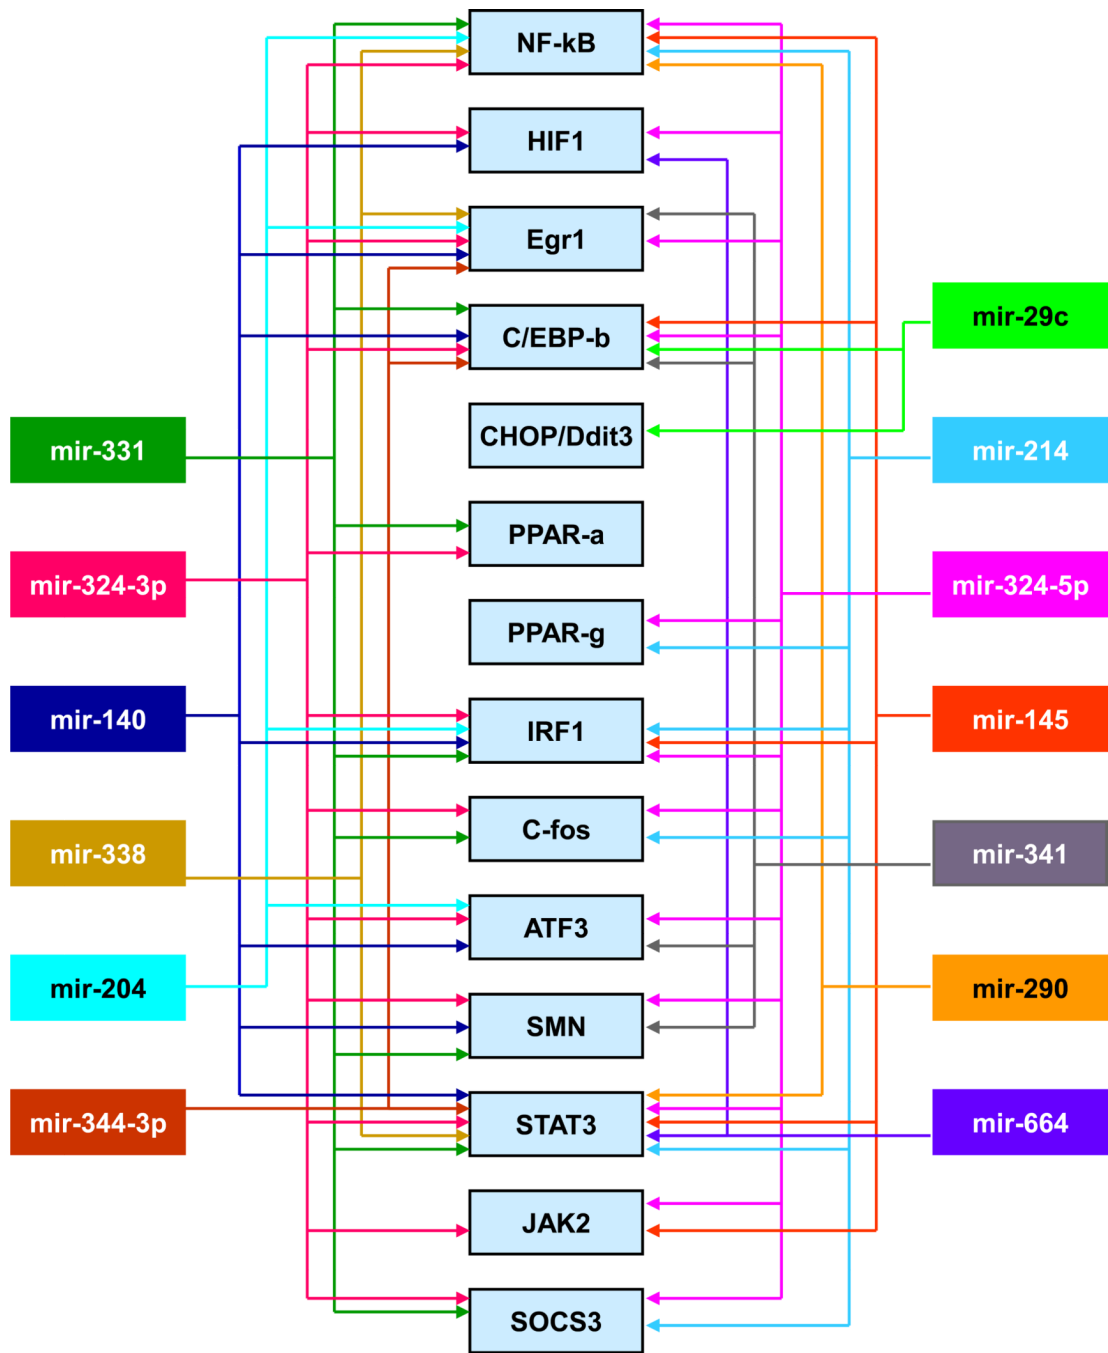 NF-kB
HIF1
Egr1
C/EBP-b
CHOP/Ddit3
PPAR-a
PPAR-g
IRF1
C-fos
ATF3
SMN
STAT3
JAK2
SOCS3
mir-331
mir-324-3p
mir-140
mir-338
mir-204
mir-344-3p
mir-29c
mir-214
mir-324-5p
mir-145
mir-341
mir-290
mir-664